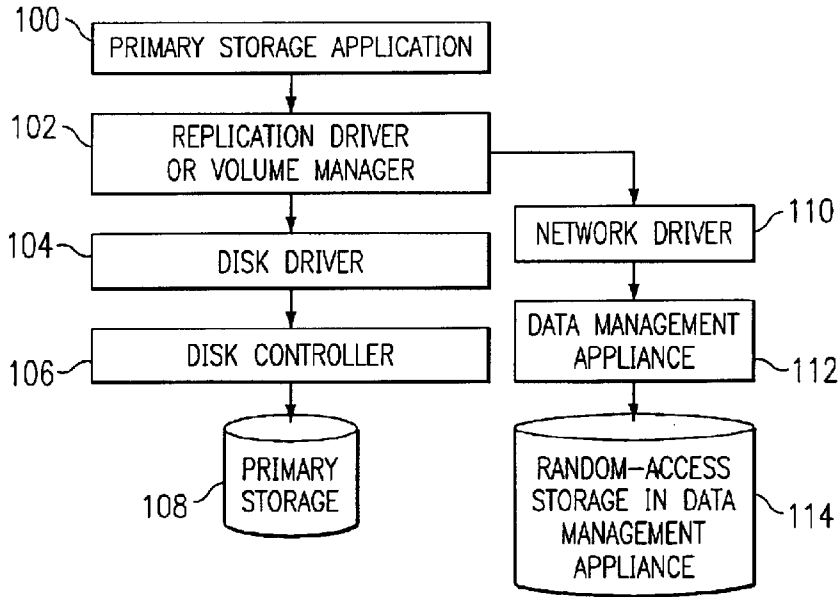 100
PRIMARY STORAGE APPLICATION
102
REPLICATION DRIVER
OR VOLUME MANAGER
104
DISK DRIVER
106
DISK CONTROLLER
108
PRIMARY
STORAGE
110
NETWORK DRIVER
DATA MANAGEMENT
APPLIANCE
112
RANDOM-ACCESS
STORAGE IN DATA
MANAGEMENT
APPLIANCE
114